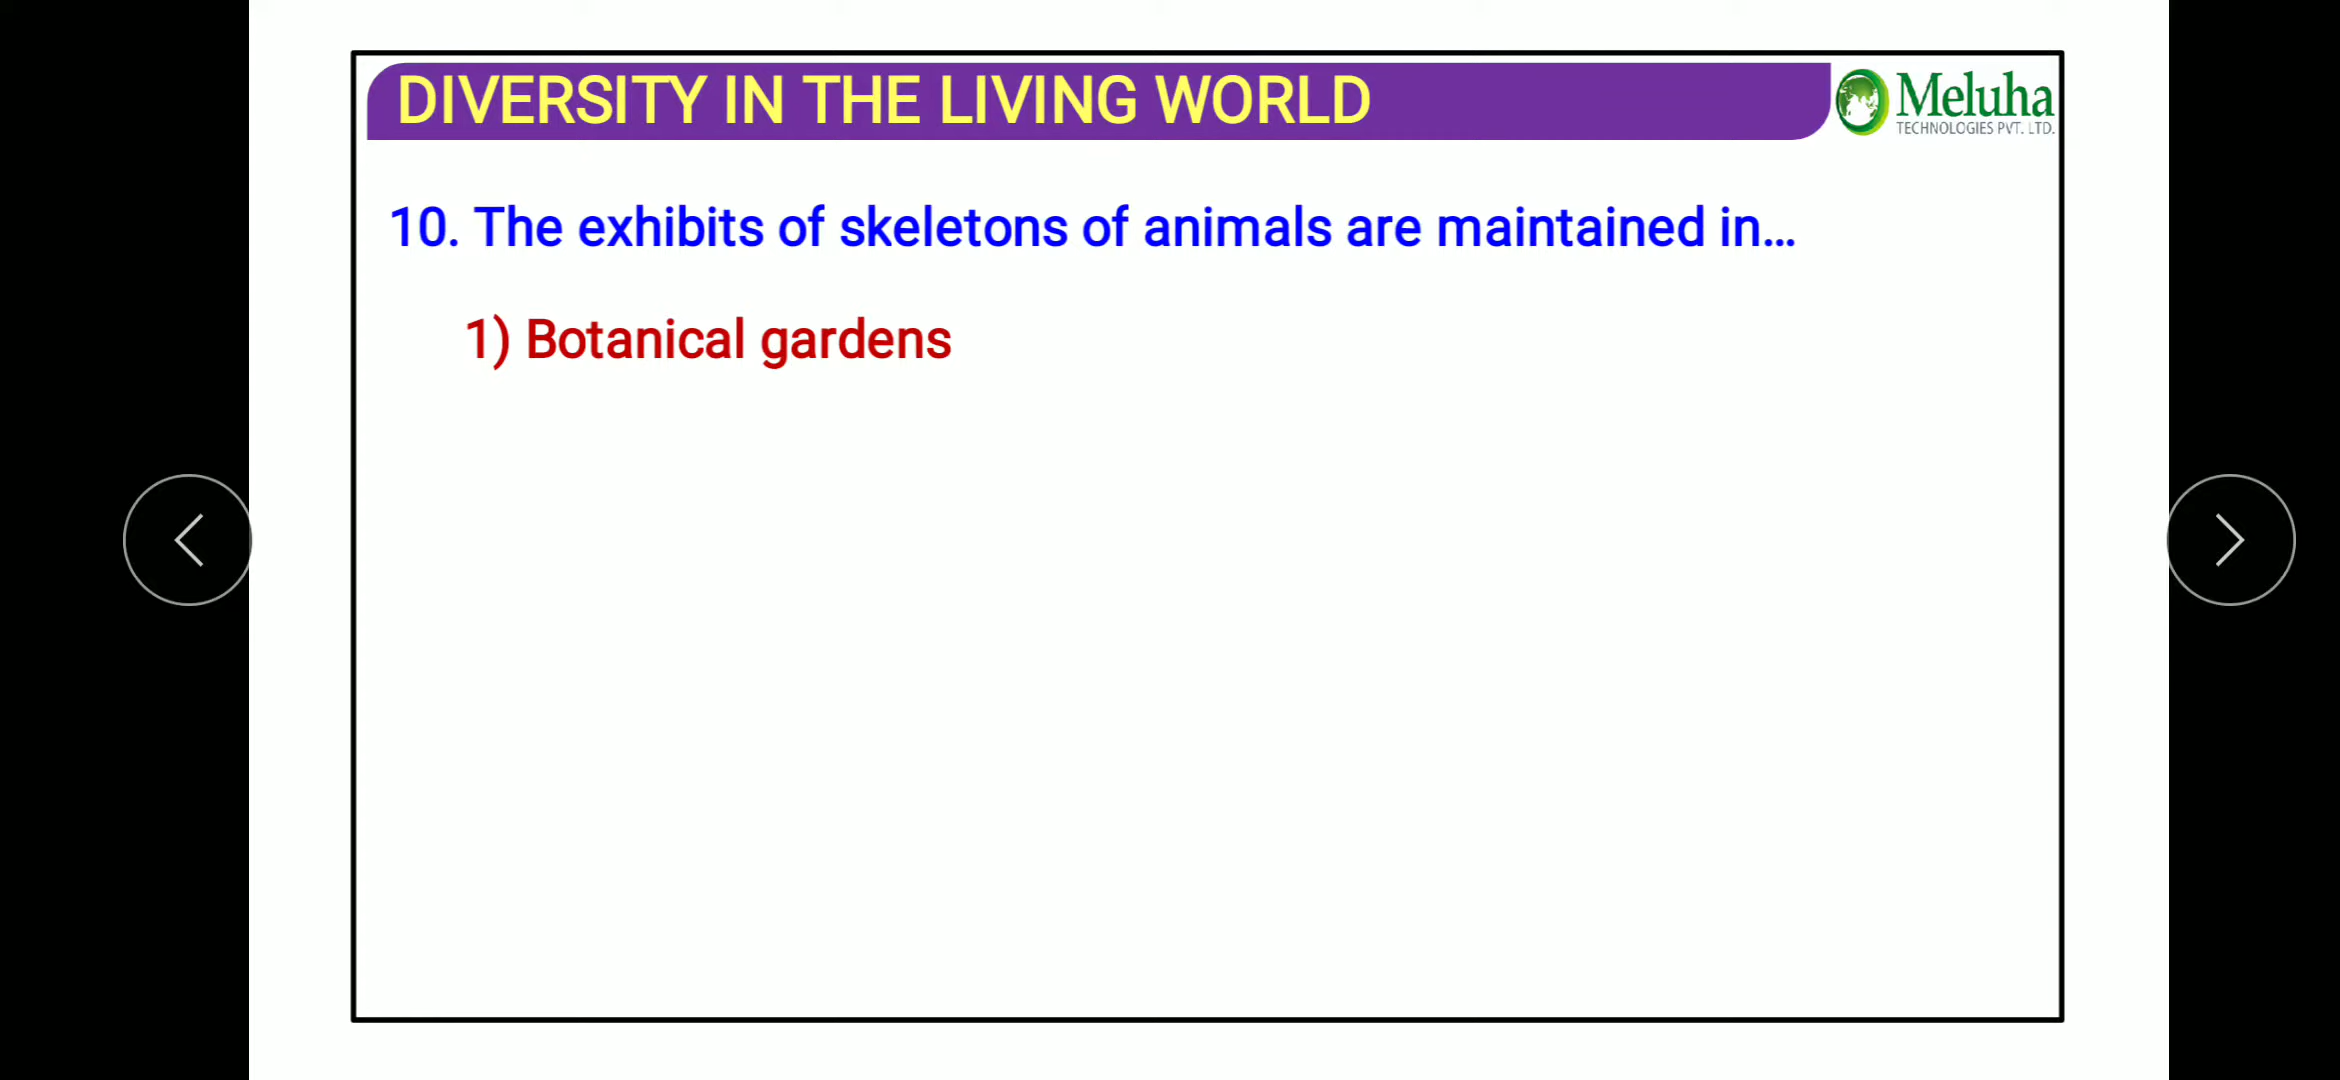 DIVERSITY IN THE LIVING WORLD
Meluha
TECHNOLOGIES PVT. LTD.
10. The exhibits of skeletons of animals are maintained in...
1) Botanical gardens